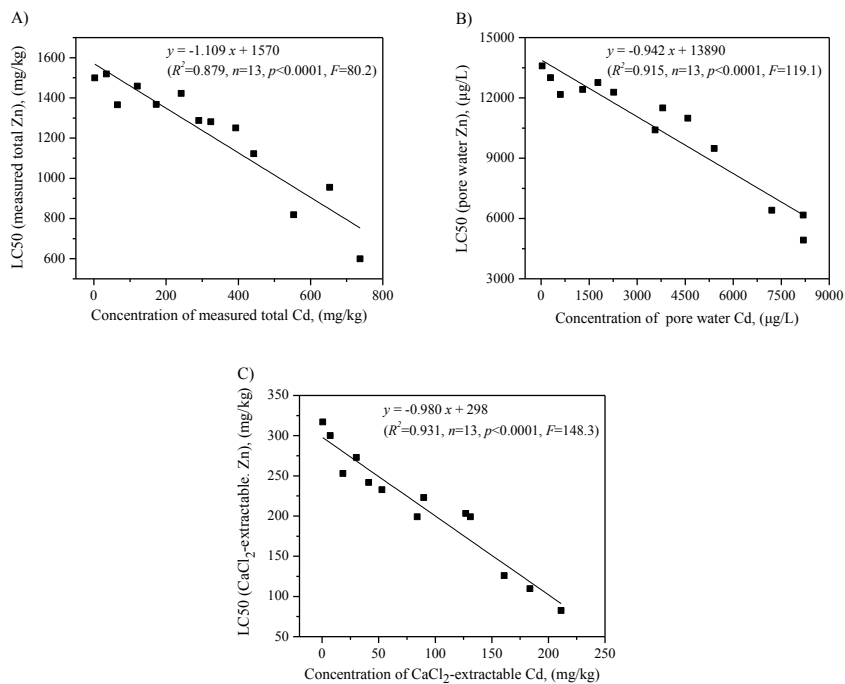 A)
y = -1.109 x + 1570
(R²=0.879, n=13, p<0.0001, F=80.2)
1600
1400
1200
1000
800
600
LC50 (measured total Zn), (mg/kg)
0 200 400 600 800
Concentration of measured total Cd, (mg/kg)
B)
y = -0.942 x + 13890
(R²=0.915, n=13, p<0.0001, F=119.1)
15000
12000
9000
6000
3000
LC50 (pore water Zn), (µg/L)
0 1500 3000 4500 6000 7500 9000
Concentration of pore water Cd, (µg/L)
C)
y = -0.980 x + 298
(R²=0.931, n=13, p<0.0001, F=148.3)
350
300
250
200
150
100
50
LC50 (CaCl₂-extractable. Zn), (mg/kg)
0 50 100 150 200 250
Concentration of CaCl₂-extractable Cd, (mg/kg)